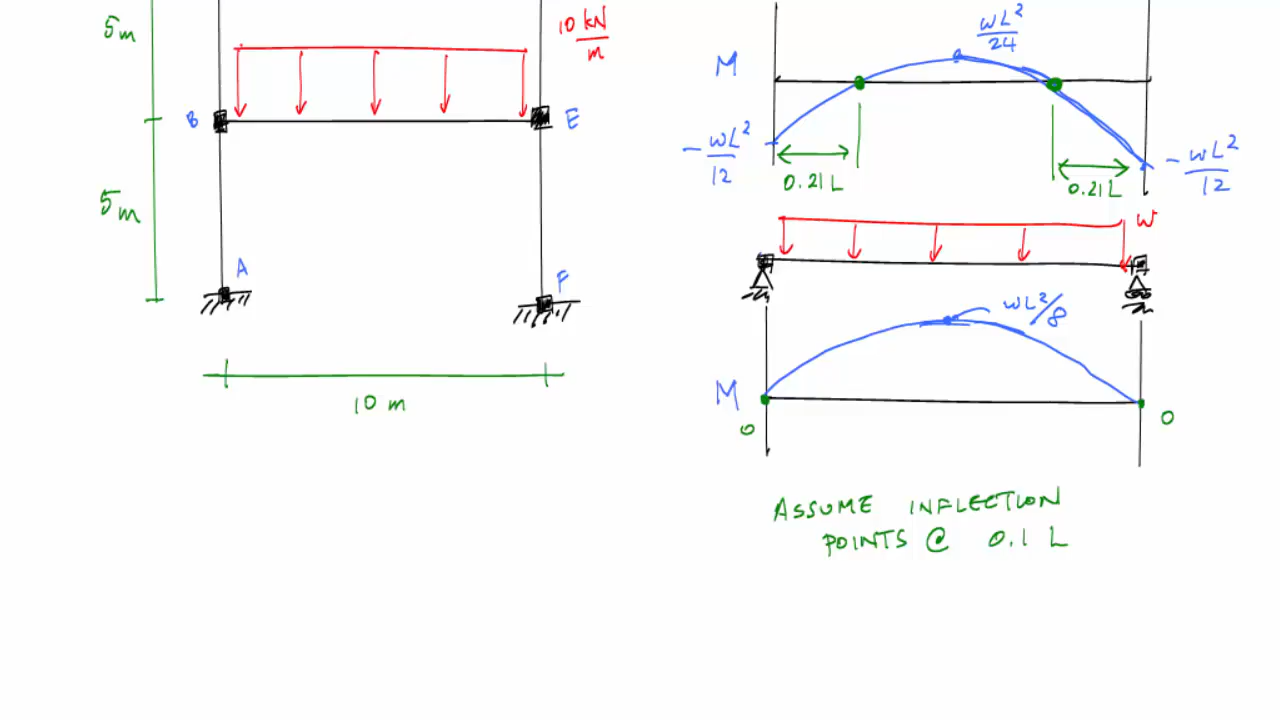 5m
10 kN/m
B
E
5m
A
F
10 m
wL²/24
M
-wL²/12
-wL²/12
0.21L
0.21L
W
wL²/8
M
0
0
ASSUME INFLECTION
POINTS @ 0.1 L